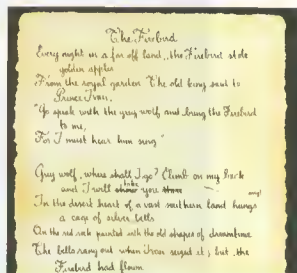 The Firebird
Every night in a far off land, the Firebird stole
golden apples
From the royal garden The old king said to
Prince Ivan,
"Go speak with the grey wolf and bring the Firebird
to me,
For I must hear him sing"
Grey wolf, where shall I go? Climb on my back
and I will show you
In the desert heart of a vast southern land hangs
a cage of silver bells
On the red rock painted with the old shapes of dreamtime
The bells rang out when Ivan seized it; but the
Firebird had flown